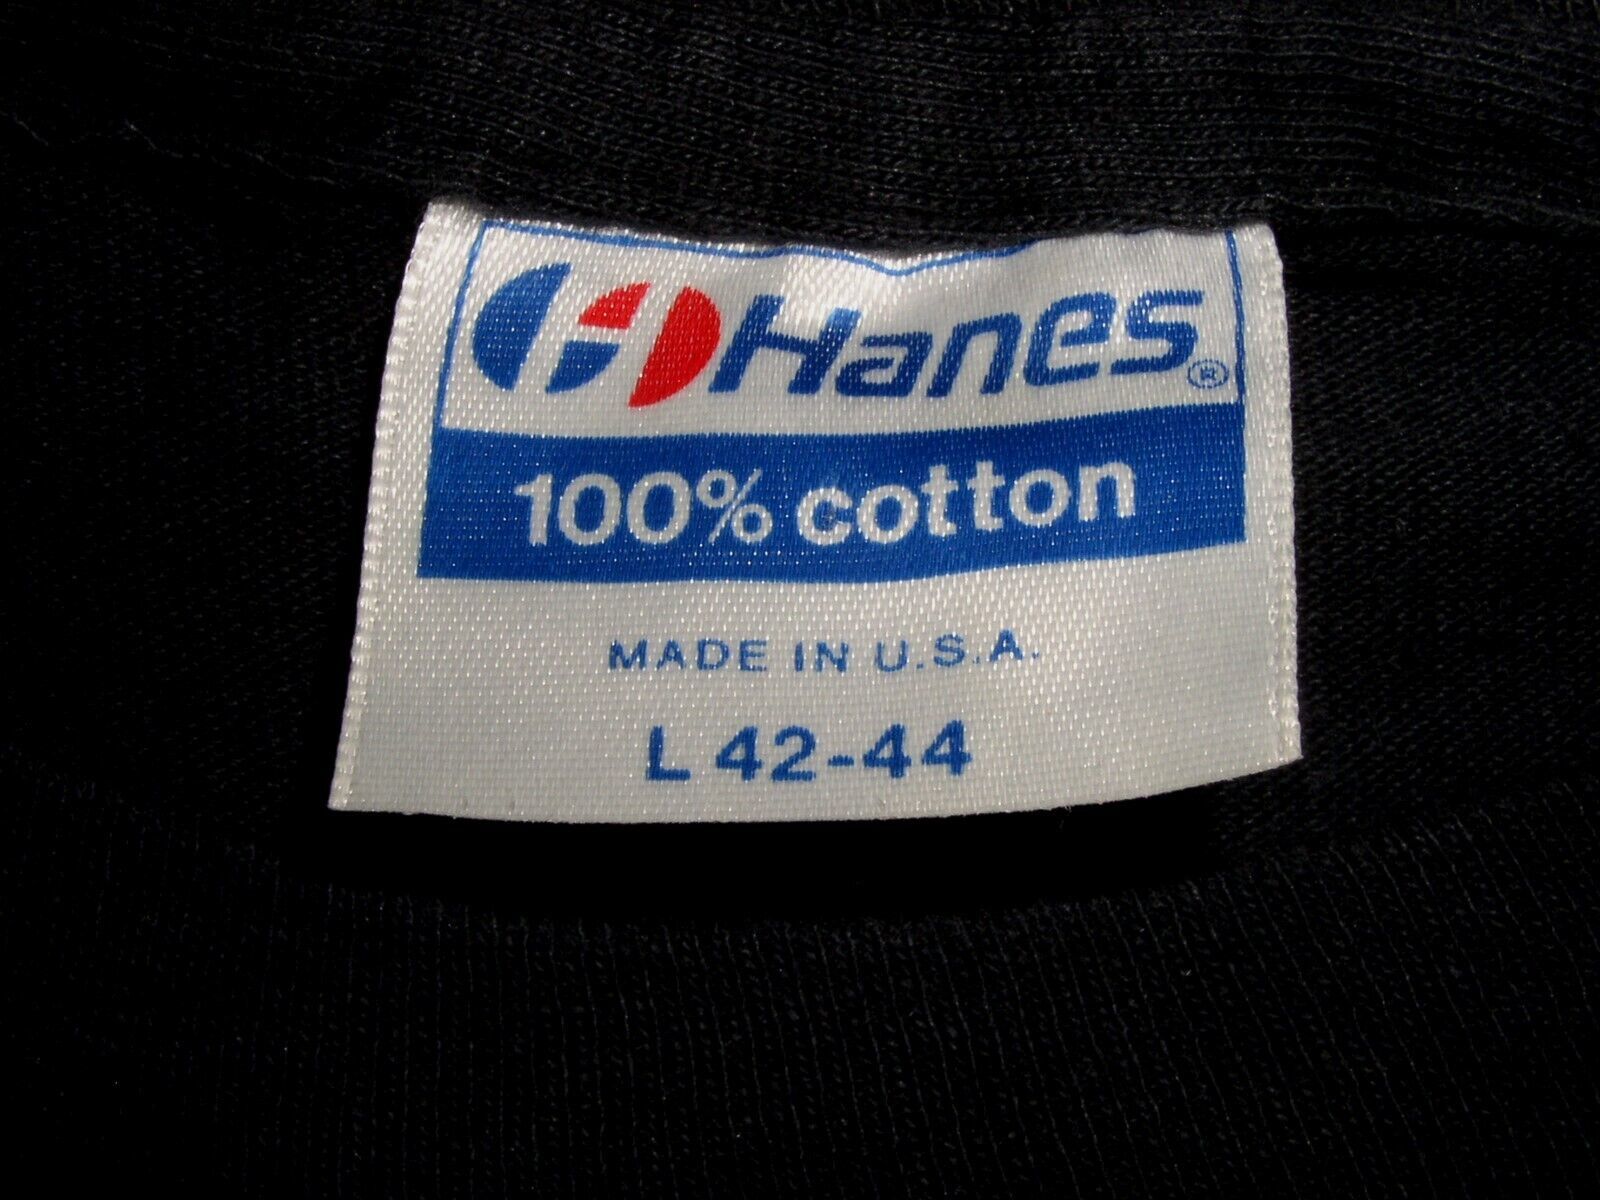 Hanes®
100% cotton
MADE IN U.S.A.
L 42-44